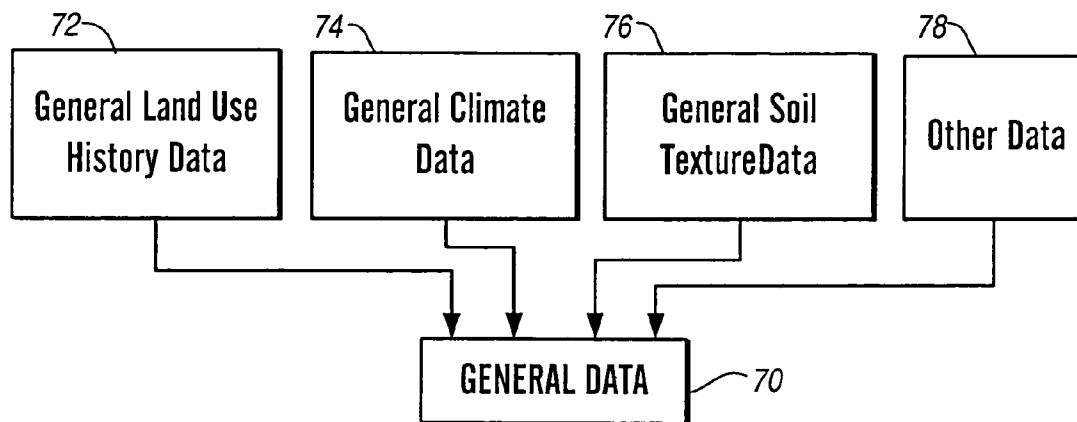 72
74
76
78
General Land Use
History Data
General Climate
Data
General Soil
TextureData
Other Data
GENERAL DATA
70